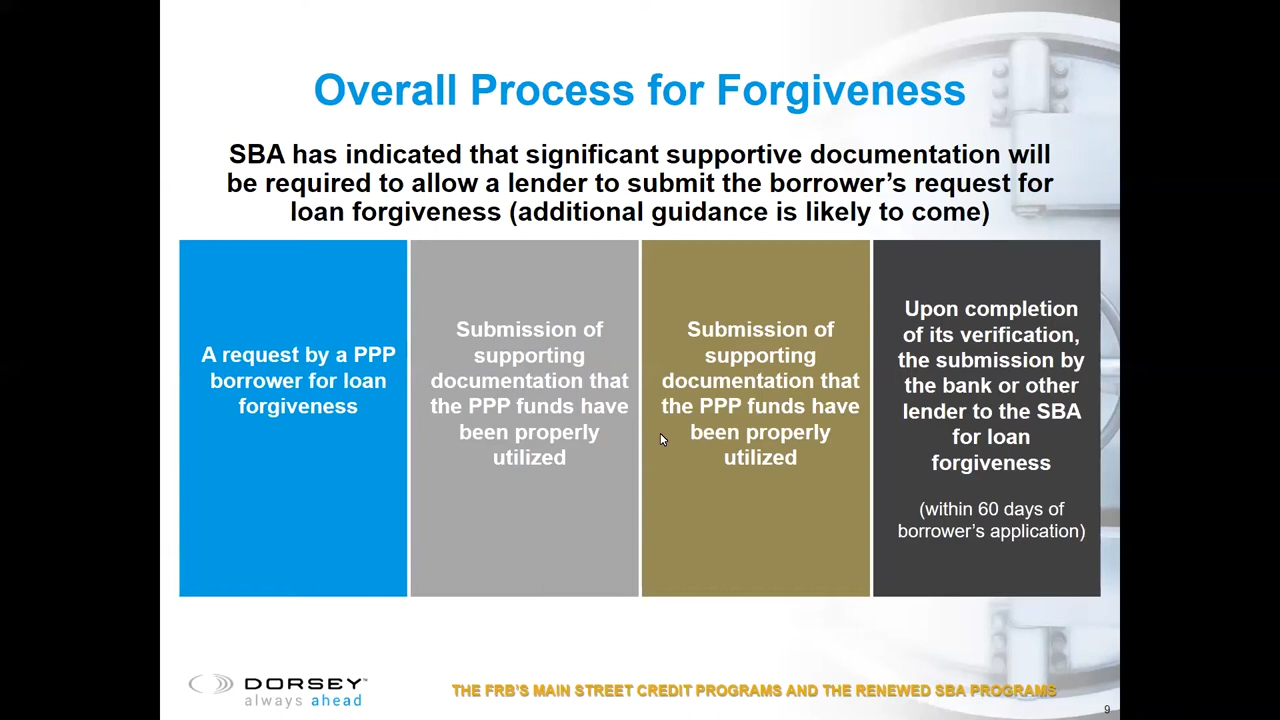 Overall Process for Forgiveness
SBA has indicated that significant supportive documentation will
be required to allow a lender to submit the borrower’s request for
loan forgiveness (additional guidance is likely to come)
A request by a PPP
borrower for loan
forgiveness
Submission of
supporting
documentation that
the PPP funds have
been properly
utilized
Submission of
supporting
documentation that
the PPP funds have
been properly
utilized
Upon completion
of its verification,
the submission by
the bank or other
lender to the SBA
for loan
forgiveness
(within 60 days of
borrower’s application)
DORSEY™
always ahead
THE FRB’S MAIN STREET CREDIT PROGRAMS AND THE RENEWED SBA PROGRAMS
9